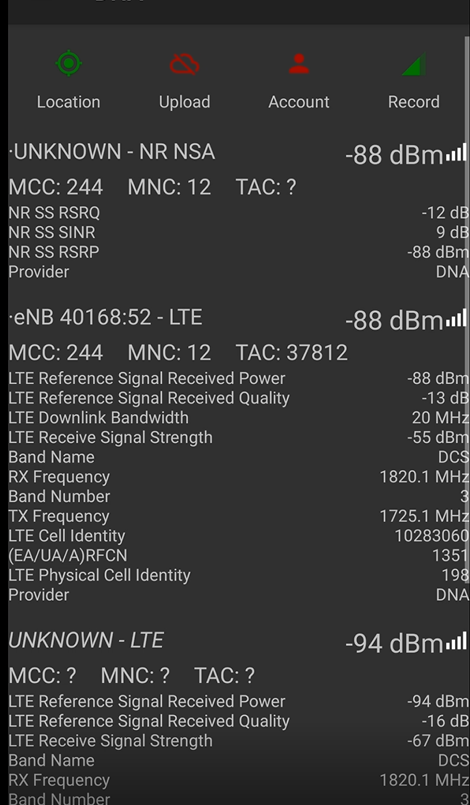 Location Upload Account Record
·UNKNOWN - NR NSA -88 dBm
MCC: 244 MNC: 12 TAC: ?
NR SS RSRQ -12 dB
NR SS SINR 9 dB
NR SS RSRP -88 dBm
Provider DNA
·eNB 40168:52 - LTE -88 dBm
MCC: 244 MNC: 12 TAC: 37812
LTE Reference Signal Received Power -88 dBm
LTE Reference Signal Received Quality -13 dB
LTE Downlink Bandwidth 20 MHz
LTE Receive Signal Strength -55 dBm
Band Name DCS
RX Frequency 1820.1 MHz
Band Number 3
TX Frequency 1725.1 MHz
LTE Cell Identity 10283060
(EA/UA/A)RFCN 1351
LTE Physical Cell Identity 198
Provider DNA
UNKNOWN - LTE -94 dBm
MCC: ? MNC: ? TAC: ?
LTE Reference Signal Received Power -94 dBm
LTE Reference Signal Received Quality -16 dB
LTE Receive Signal Strength -67 dBm
Band Name DCS
RX Frequency 1820.1 MHz
Band Number 3